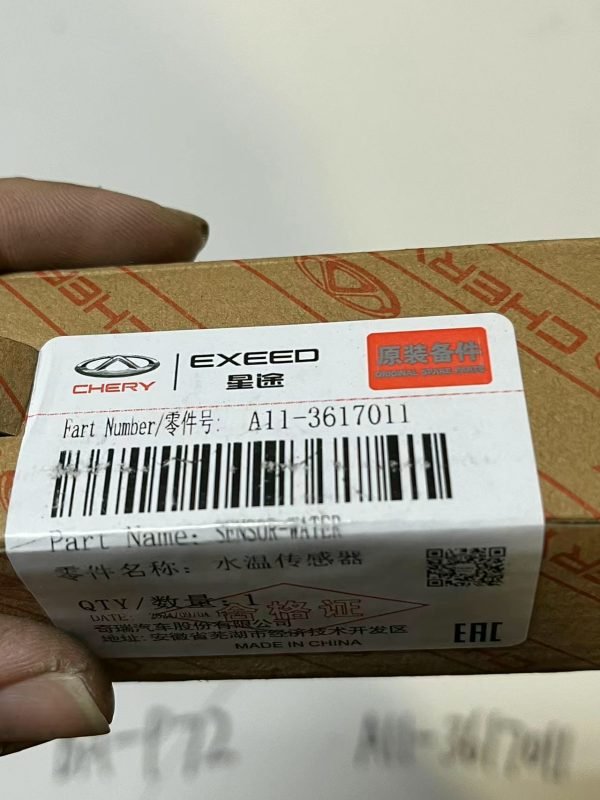 CHERY
CHERY
CHERY
EXEED
星途
原装备件
ORIGINAL SPARE PARTS
Part Number/零件号: A11-3617011
Part Name: SENSOR-WATER
零件名称: 水温传感器
QTY/数量: 1
合格证
DATE:
奇瑞汽车股份有限公司
地址: 安徽省芜湖市经济技术开发区
MADE IN CHINA
EAC
A11-3617011